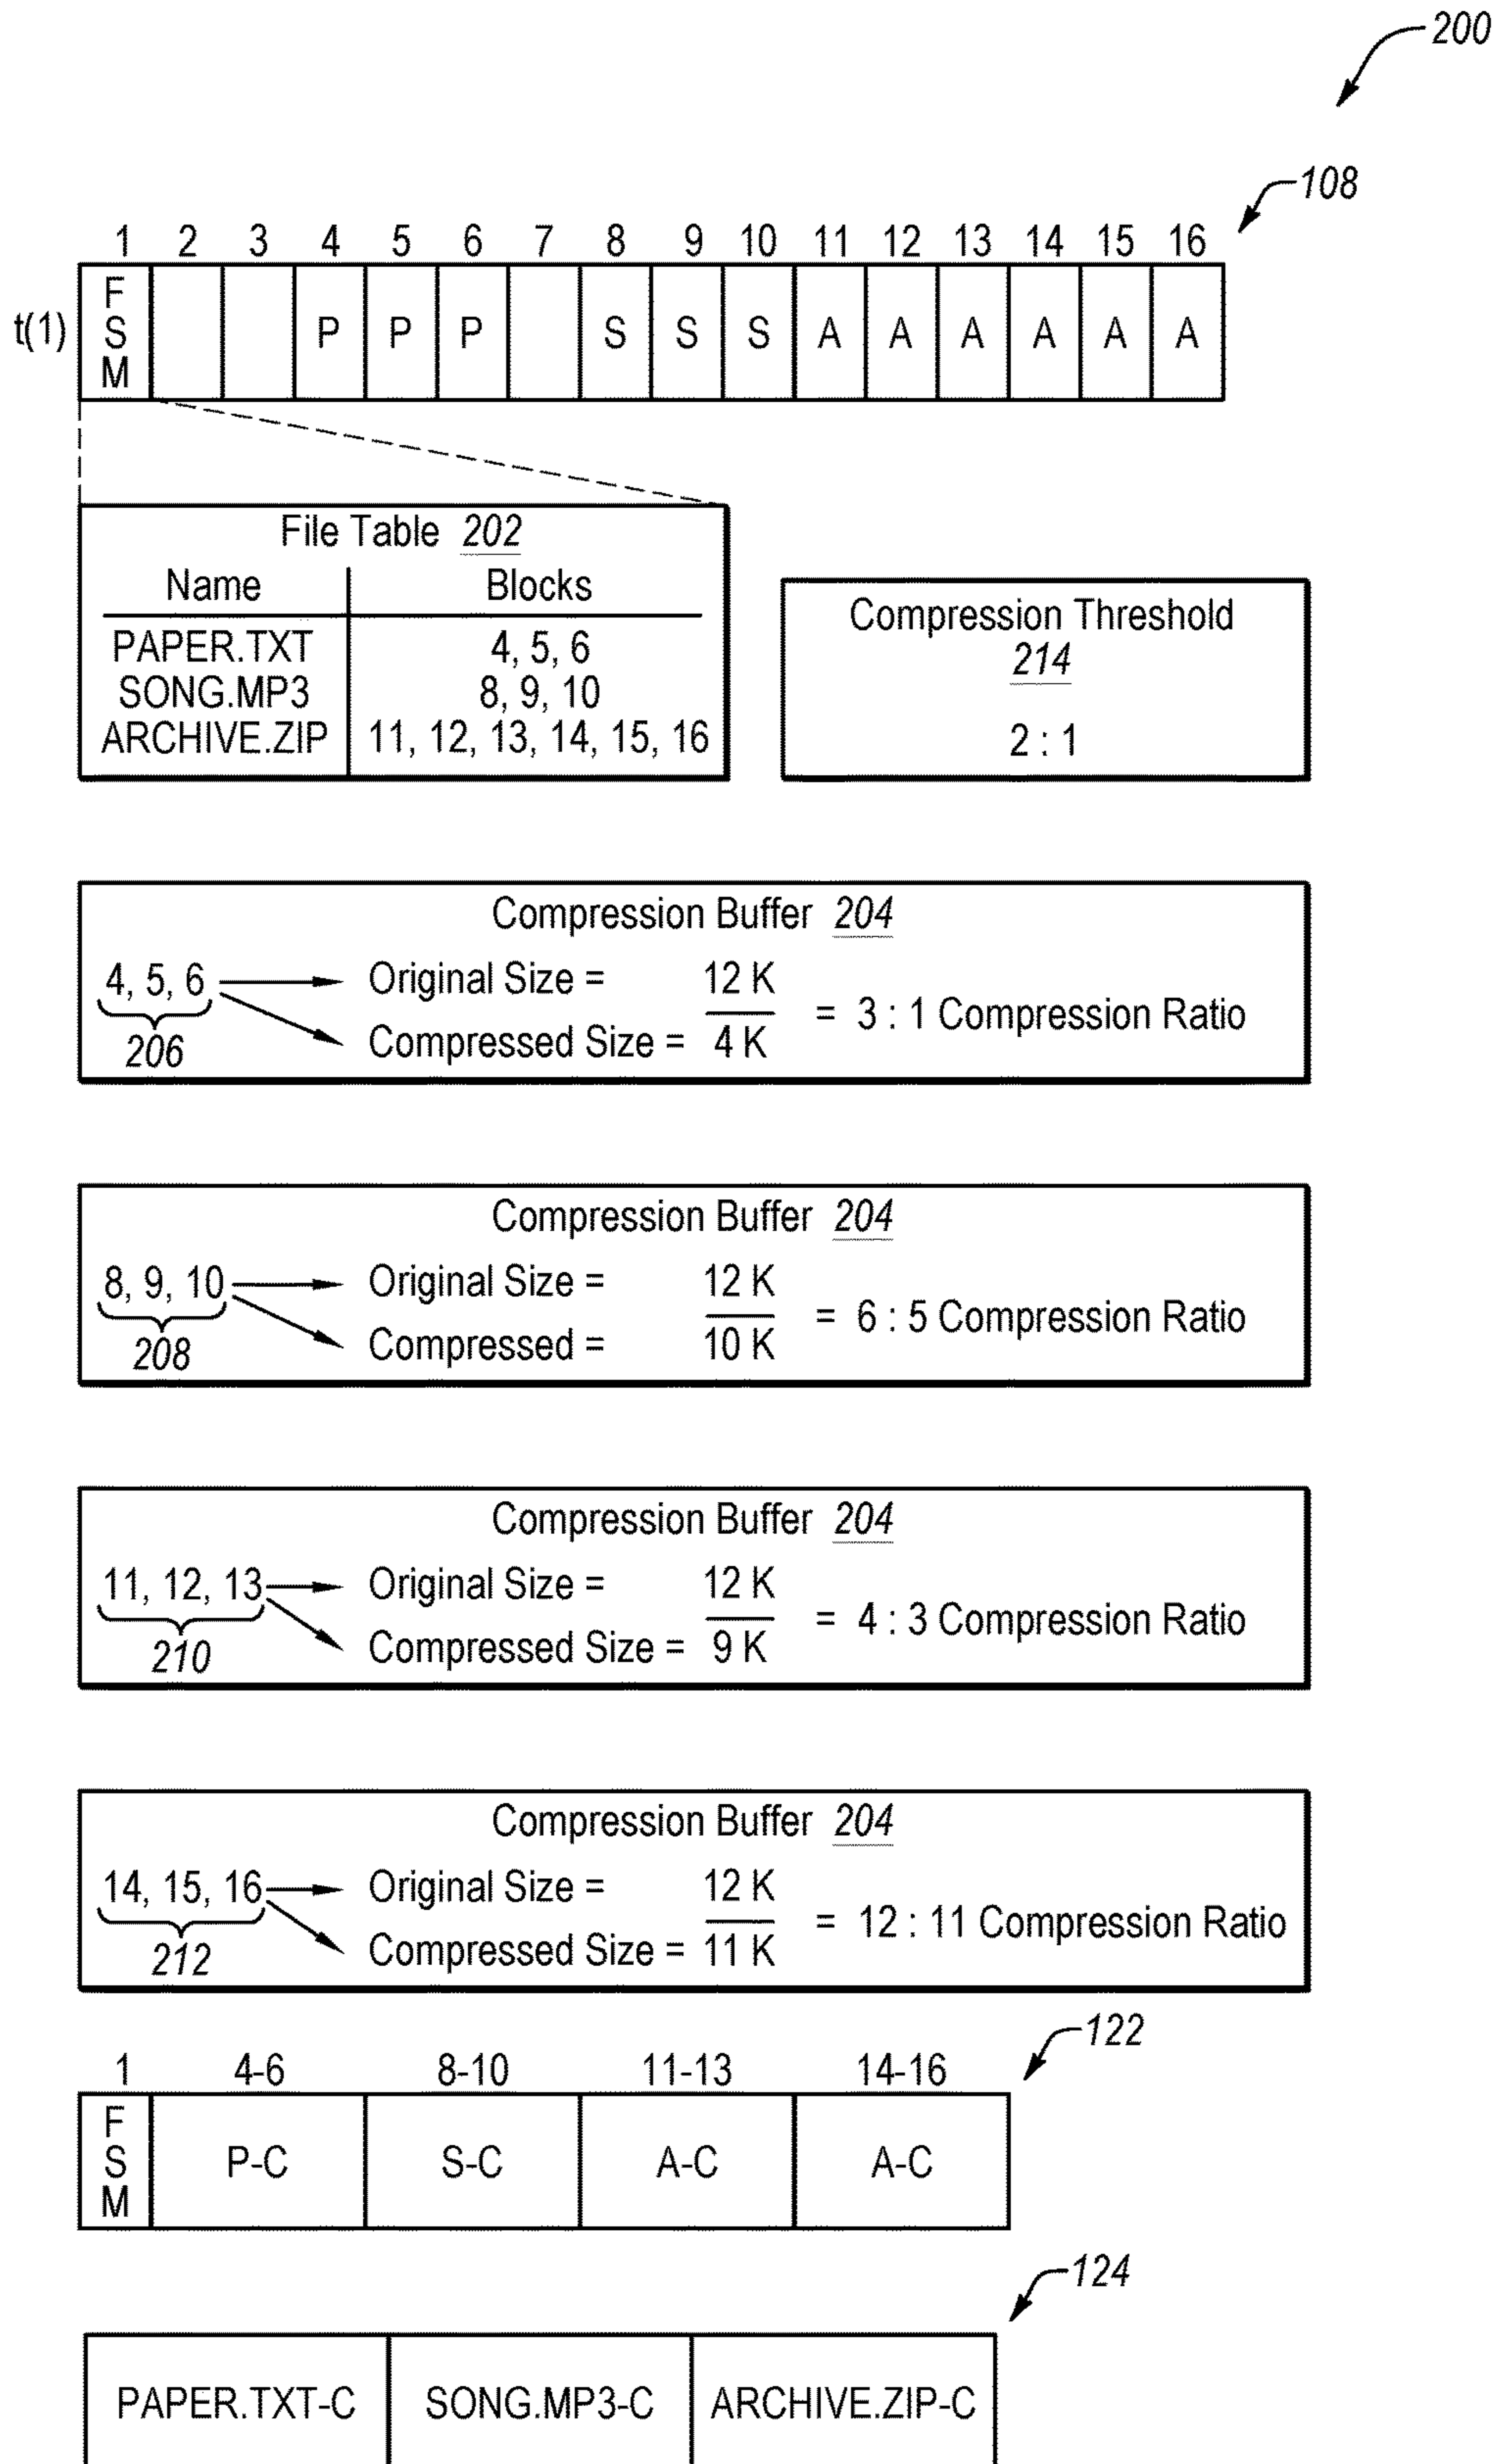 200
108
1 2 3 4 5 6 7 8 9 10 11 12 13 14 15 16
t(1) FSM P P P S S S A A A A A A
File Table 202
Name Blocks
PAPER.TXT 4, 5, 6
SONG.MP3 8, 9, 10
ARCHIVE.ZIP 11, 12, 13, 14, 15, 16
Compression Threshold
214
2 : 1
Compression Buffer 204
4, 5, 6 Original Size = 12 K
= 3 : 1 Compression Ratio
206 Compressed Size = 4 K
Compression Buffer 204
8, 9, 10 Original Size = 12 K
= 6 : 5 Compression Ratio
208 Compressed = 10 K
Compression Buffer 204
11, 12, 13 Original Size = 12 K
= 4 : 3 Compression Ratio
210 Compressed Size = 9 K
Compression Buffer 204
14, 15, 16 Original Size = 12 K
= 12 : 11 Compression Ratio
212 Compressed Size = 11 K
122
1 4-6 8-10 11-13 14-16
FSM P-C S-C A-C A-C
124
PAPER.TXT-C SONG.MP3-C ARCHIVE.ZIP-C